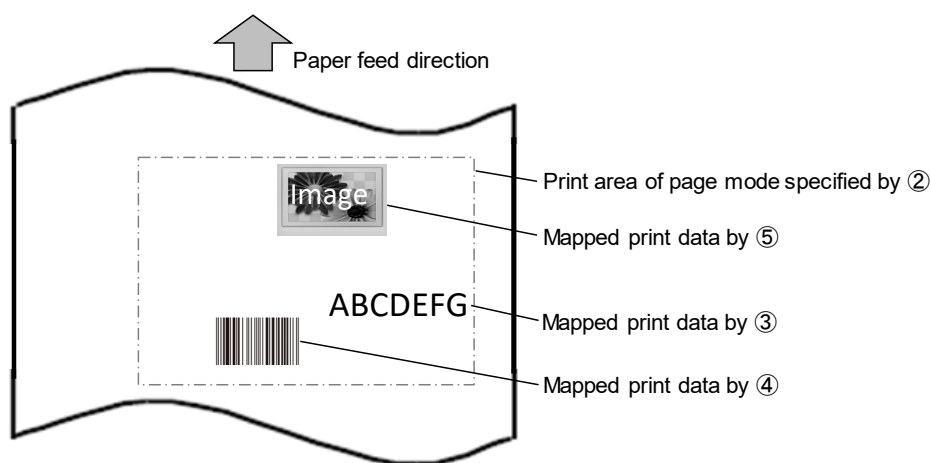 Paper feed direction
Print area of page mode specified by ②
Image
Mapped print data by ⑤
ABCDEFG
Mapped print data by ③
Mapped print data by ④